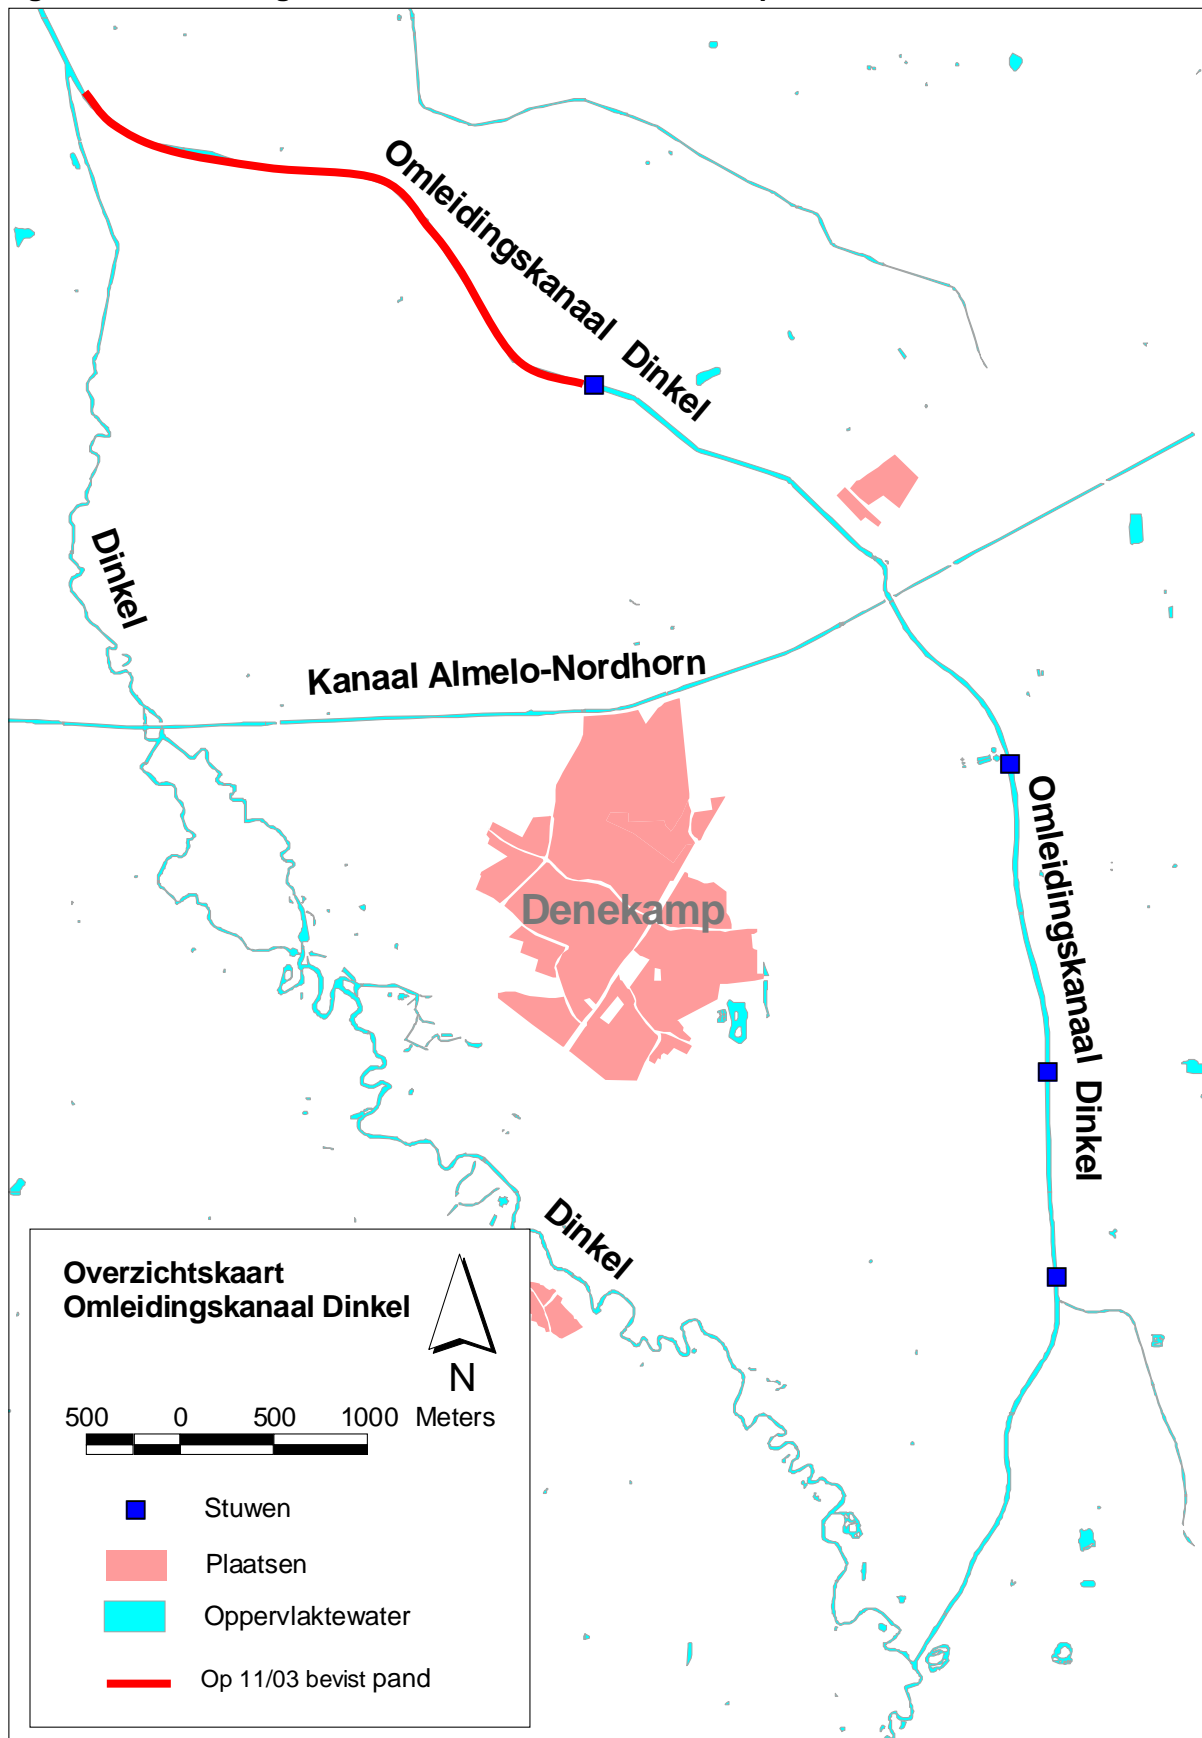 Omleidingskanaal Dinkel
Dinkel
Kanaal Almelo-Nordhorn
Omleidingskanaal Dinkel
Denekamp
Dinkel
Overzichtskaart
Omleidingskanaal Dinkel
N
500 0 500 1000 Meters
Stuwen
Plaatsen
Oppervlaktewater
Op 11/03 bevist pand